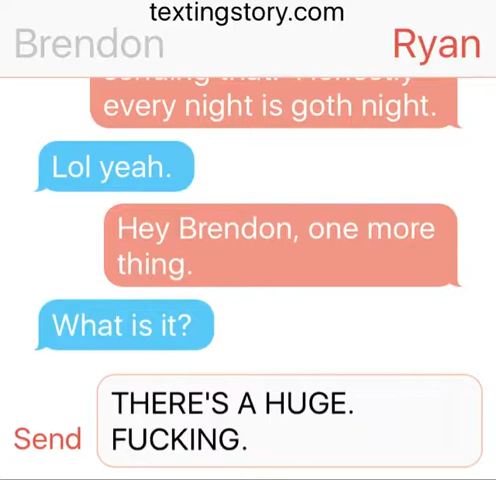 textingstory.com
Brendon Ryan
every night is goth night.
Lol yeah.
Hey Brendon, one more
thing.
What is it?
THERE'S A HUGE.
Send FUCKING.